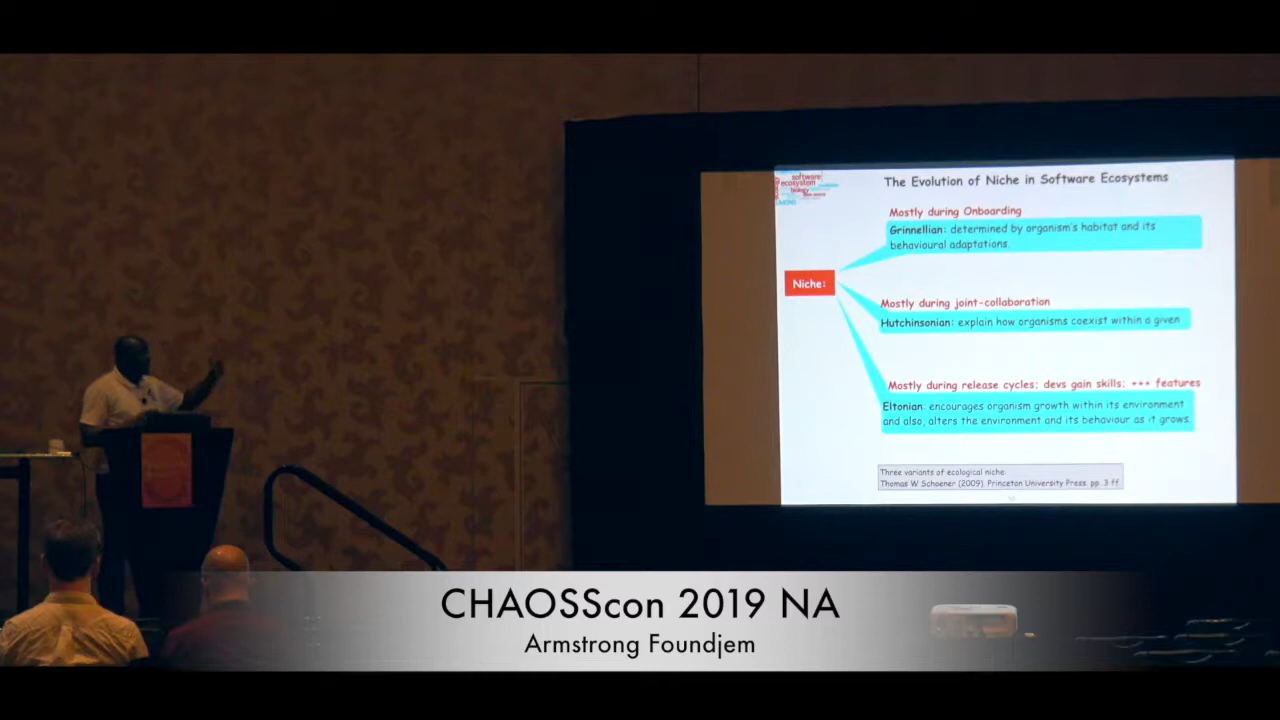 software
ecosystem
biology
The Evolution of Niche in Software Ecosystems
Mostly during Onboarding
Grinnellian: determined by organism's habitat and its
behavioural adaptations.
Niche:
Mostly during joint-collaboration
Hutchinsonian: explain how organisms coexist within a given
Mostly during release cycles; devs gain skills; +++ features
Eltonian: encourages organism growth within its environment
and also, alters the environment and its behaviour as it grows.
Three variants of ecological niche:
Thomas W Schoener (2009). Princeton University Press. pp. 3 ff
CHAOSScon 2019 NA
Armstrong Foundjem